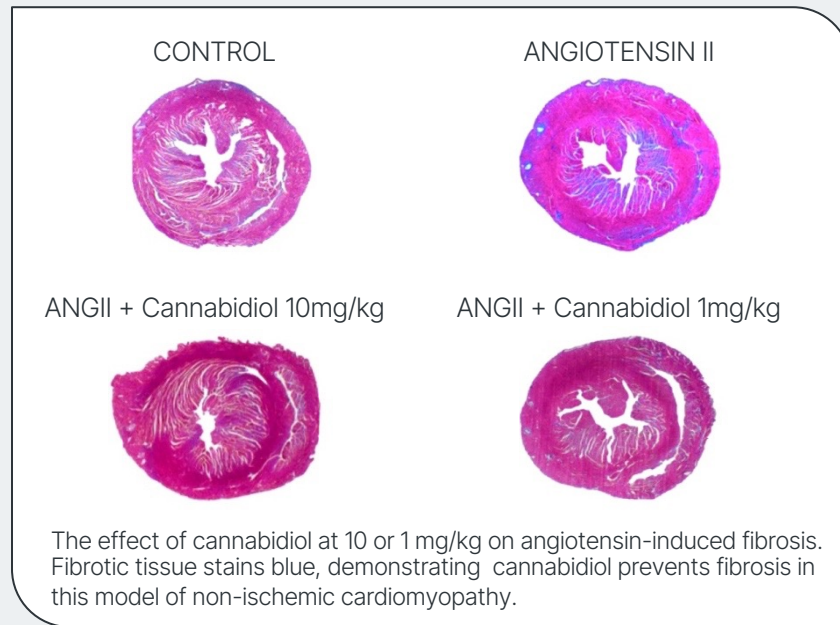 CONTROL
ANGIOTENSIN II
ANGII + Cannabidiol 10mg/kg
ANGII + Cannabidiol 1mg/kg
The effect of cannabidiol at 10 or 1 mg/kg on angiotensin-induced fibrosis.
Fibrotic tissue stains blue, demonstrating cannabidiol prevents fibrosis in
this model of non-ischemic cardiomyopathy.